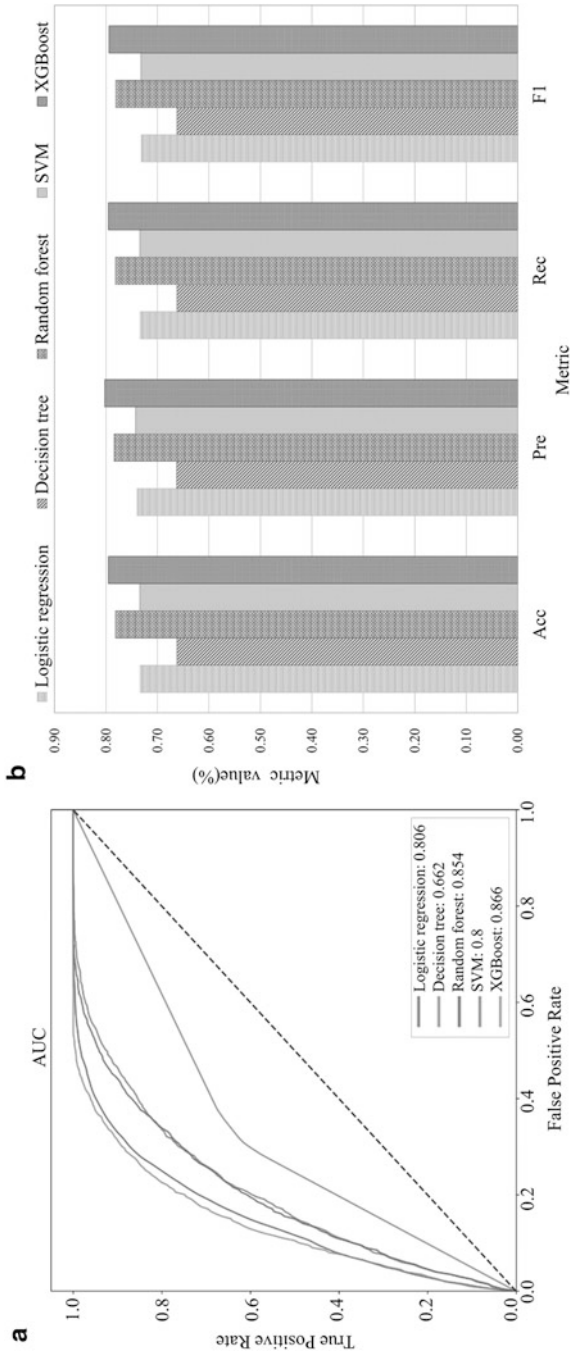 a
AUC
1.0
0.8
0.6
0.4
0.2
0.0
True Positive Rate
0.0
0.2
0.4
0.6
0.8
1.0
False Positive Rate
Logistic regression: 0.806
Decision tree: 0.662
Random forest: 0.854
SVM: 0.8
XGBoost: 0.866
b
Logistic regression
Decision tree
Random forest
SVM
XGBoost
0.90
0.80
0.70
0.60
0.50
0.40
0.30
0.20
0.10
0.00
Metric value(%)
Acc
Pre
Rec
F1
Metric